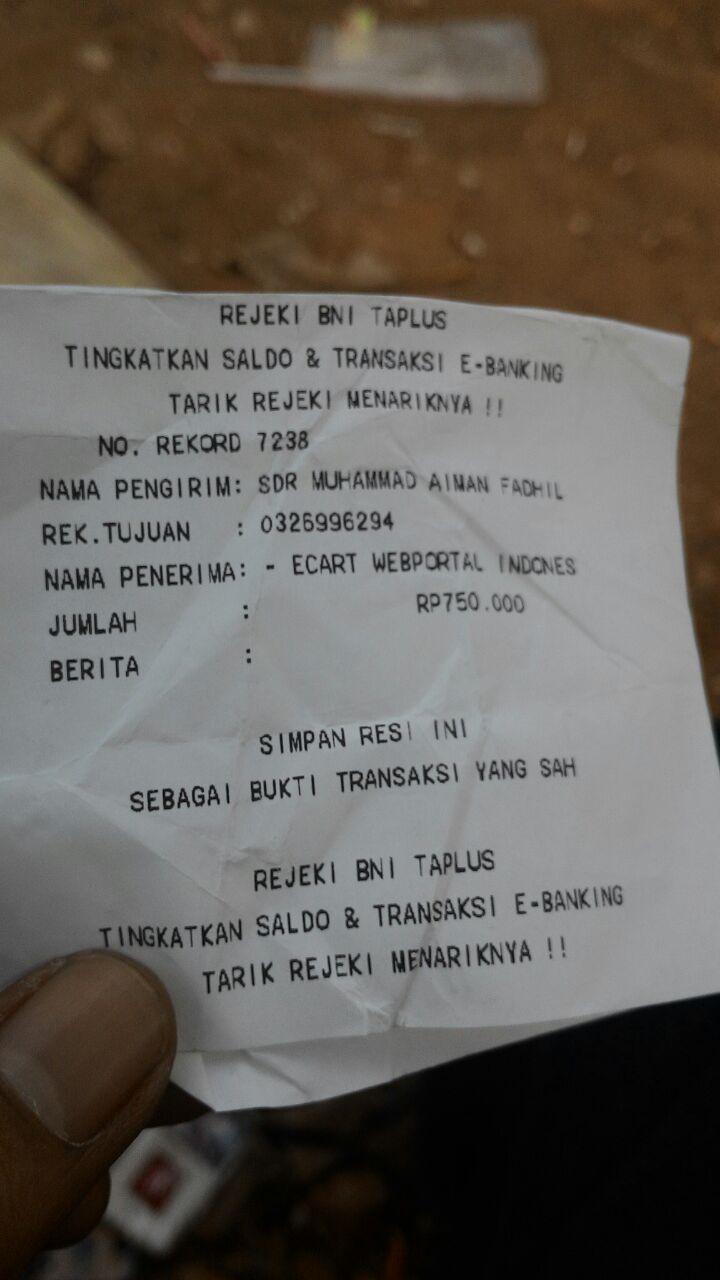 REJEKI BNI TAPLUS
TINGKATKAN SALDO & TRANSAKSI E-BANKING
TARIK REJEKI MENARIKNYA !!
NO. REKORD 7238
NAMA PENGIRIM: SDR MUHAMMAD AIMAN FADHIL
REK.TUJUAN : 0326996294
NAMA PENERIMA: - ECART WEBPORTAL INDONES
JUMLAH : RP750.000
BERITA :
SIMPAN RESI INI
SEBAGAI BUKTI TRANSAKSI YANG SAH
REJEKI BNI TAPLUS
TINGKATKAN SALDO & TRANSAKSI E-BANKING
TARIK REJEKI MENARIKNYA !!